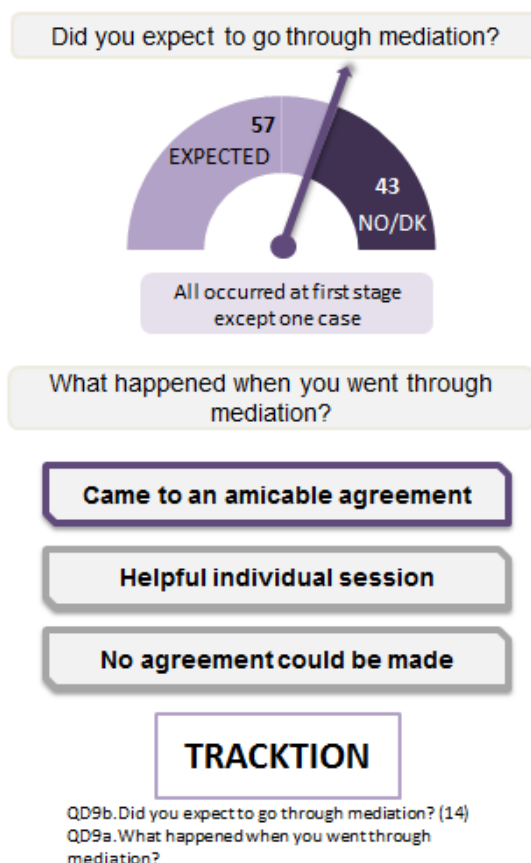 Did you expect to go through mediation?
57
EXPECTED
43
NO/DK
All occurred at first stage
except one case
What happened when you went through
mediation?
Came to an amicable agreement
Helpful individual session
No agreement could be made
TRACKTION
QD9b. Did you expect to go through mediation? (14)
QD9a. What happened when you went through
mediation?